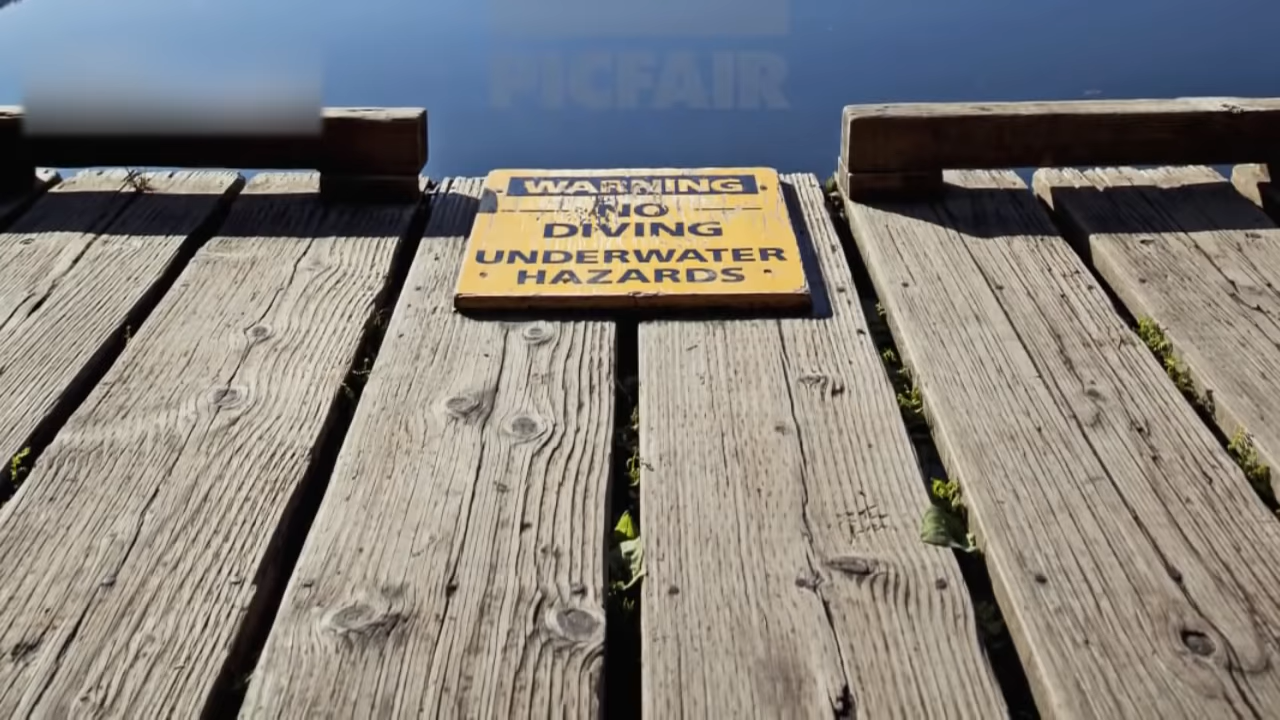 PICFAIR
WARNING
NO
DIVING
UNDERWATER
HAZARDS